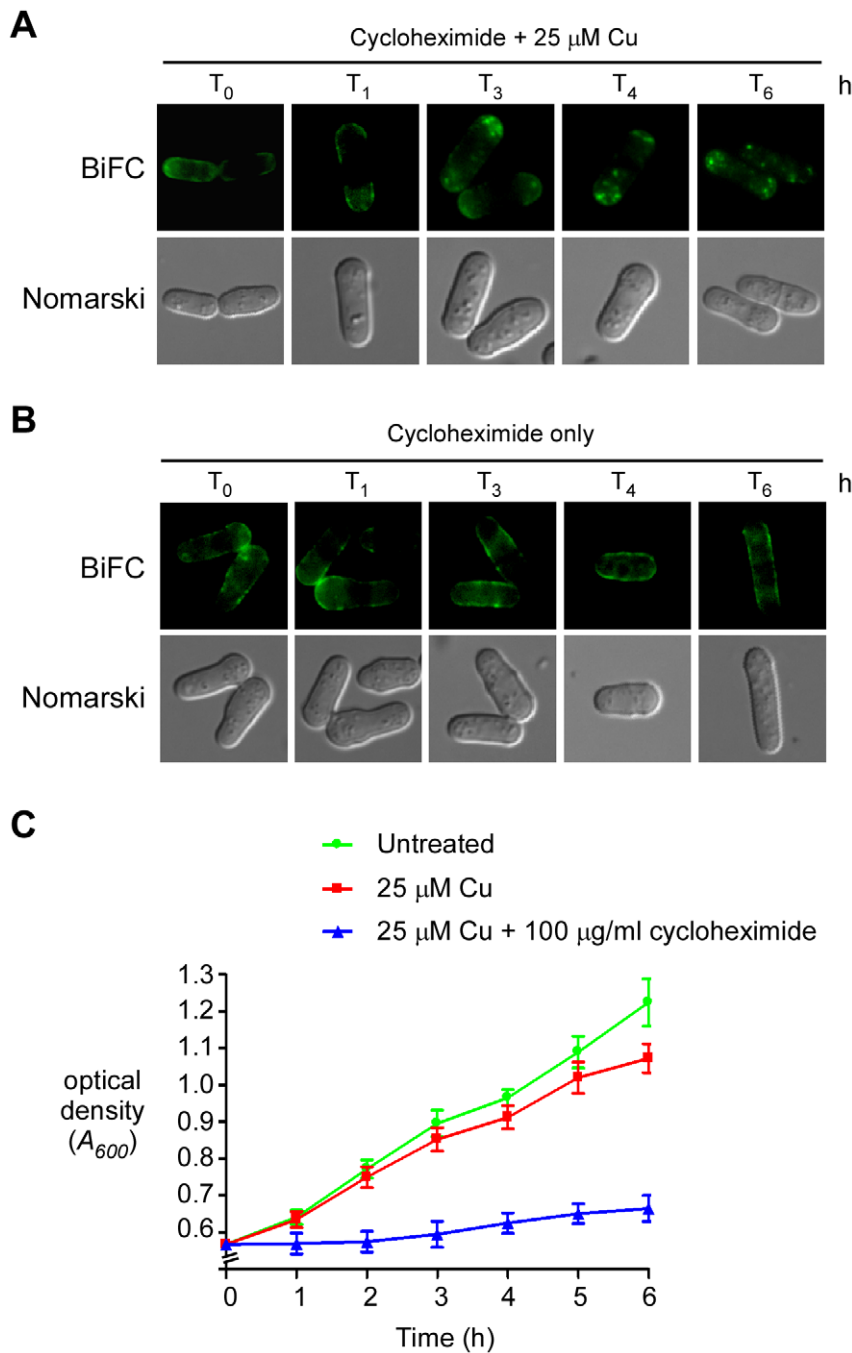 A
Cycloheximide + 25 μM Cu
T0 T1 T3 T4 T6 h
BiFC
Nomarski
B
Cycloheximide only
T0 T1 T3 T4 T6 h
BiFC
Nomarski
C
Untreated
25 μM Cu
25 μM Cu + 100 μg/ml cycloheximide
1.3
1.2
1.1
1.0
0.9
0.8
0.7
0.6
optical
density
(A600)
0 1 2 3 4 5 6
Time (h)